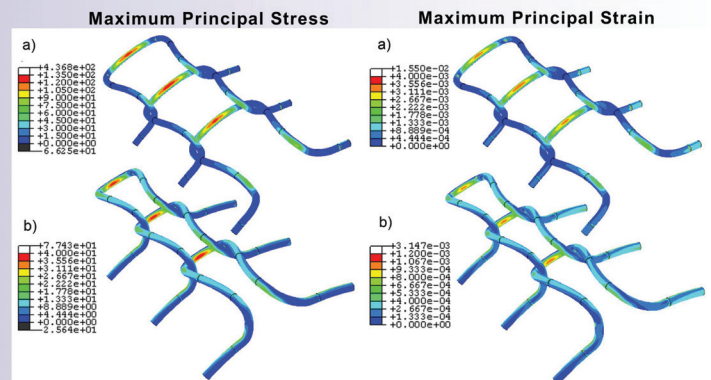 Maximum Principal Stress
Maximum Principal Strain
a)
+4.368e+02
+1.350e+02
+1.200e+02
+1.050e+02
+9.000e+01
+7.500e+01
+6.000e+01
+4.500e+01
+3.000e+01
+1.500e+01
+0.000e+00
-6.625e+01
a)
+1.550e-02
+4.000e-03
+3.556e-03
+3.111e-03
+2.667e-03
+2.222e-03
+1.778e-03
+1.333e-03
+8.889e-04
+4.444e-04
+0.000e+00
b)
+7.743e+01
+4.000e+01
+3.556e+01
+3.111e+01
+2.667e+01
+2.222e+01
+1.778e+01
+1.333e+01
+8.889e+00
+4.444e+00
+0.000e+00
-2.564e+01
b)
+3.147e-03
+1.200e-03
+1.067e-03
+9.333e-04
+8.000e-04
+6.667e-04
+5.333e-04
+4.000e-04
+2.667e-04
+1.333e-04
+0.000e+00